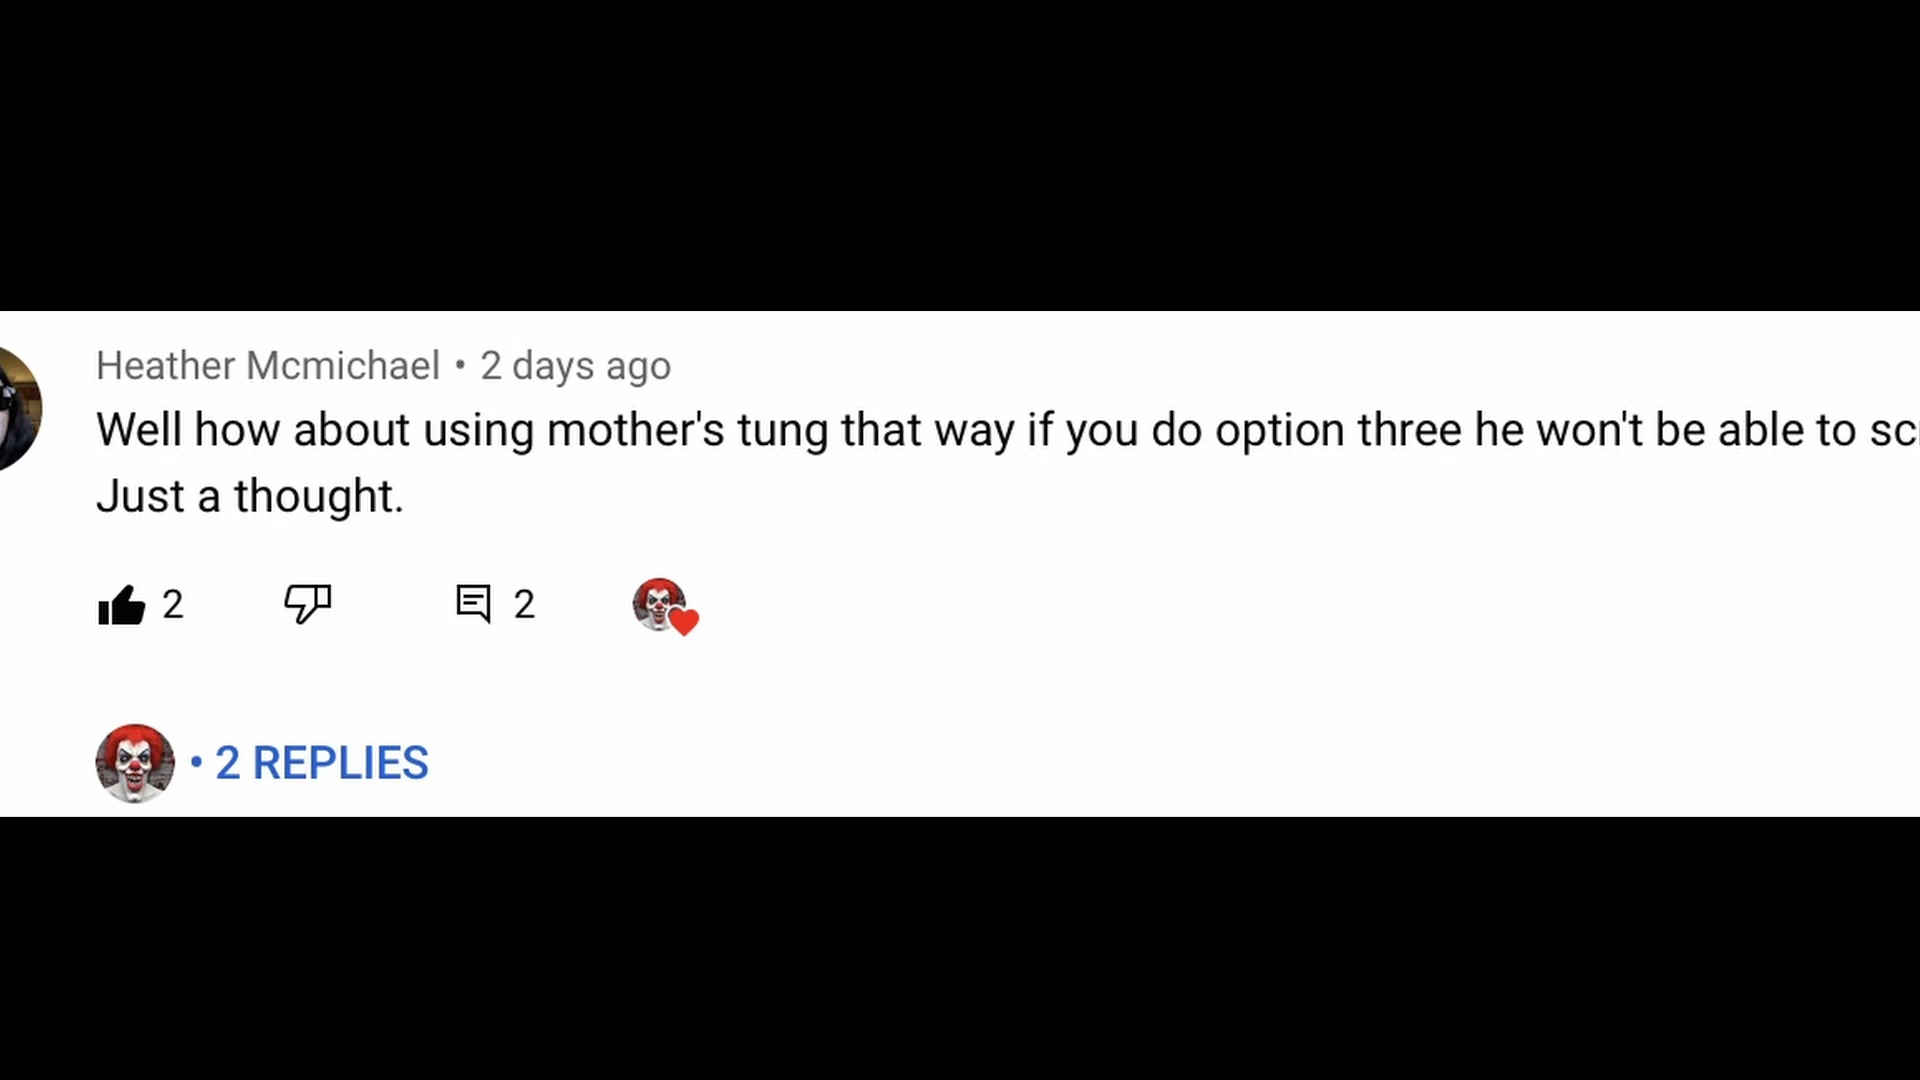 Heather Mcmichael • 2 days ago
Well how about using mother's tung that way if you do option three he won't be able to
Just a thought.
2 2
• 2 REPLIES